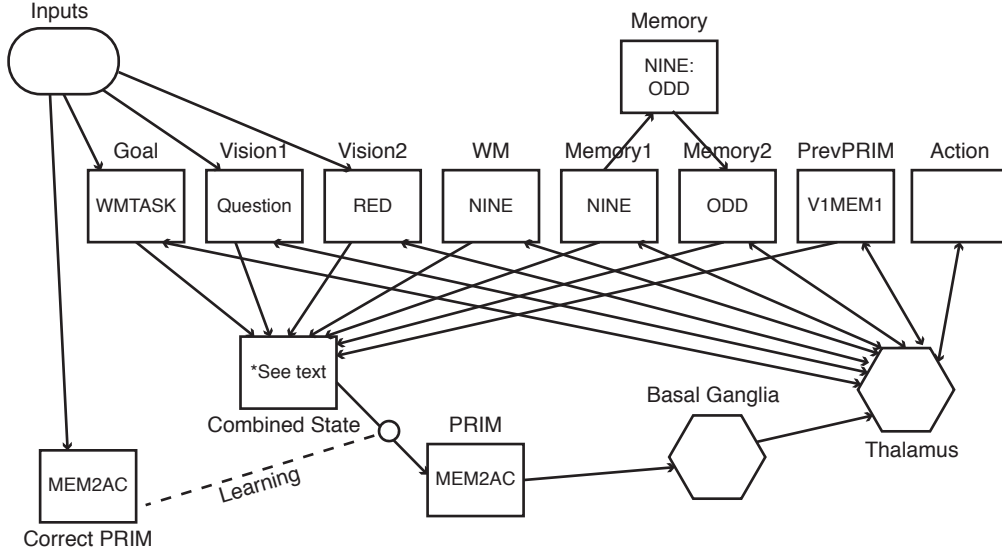 Inputs
Memory
NINE:
ODD
Goal
Vision1
Vision2
WM
Memory1
Memory2
PrevPRIM
Action
WMTASK
Question
RED
NINE
NINE
ODD
V1MEM1
*See text
Combined State
Basal Ganglia
Thalamus
PRIM
MEM2AC
Learning
MEM2AC
Correct PRIM